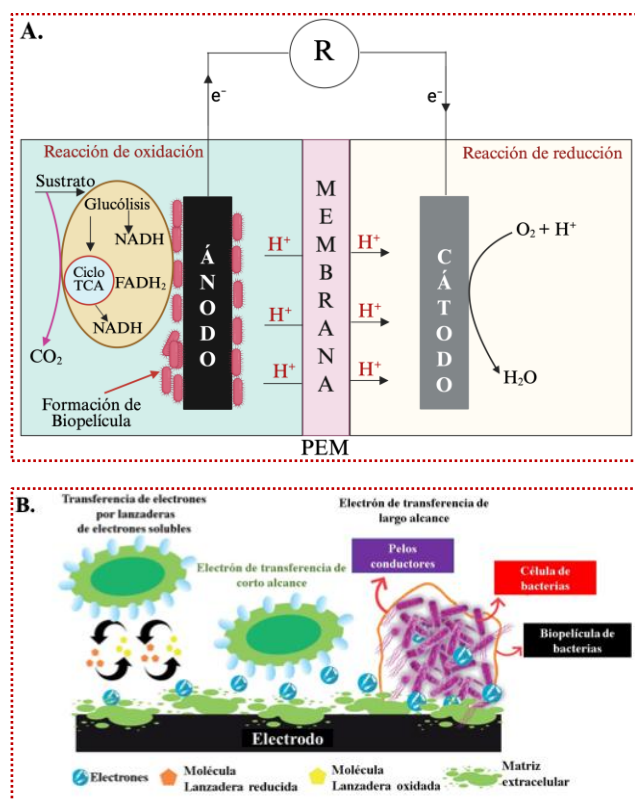 A.
R
e⁻
e⁻
Reacción de oxidación
Reacción de reducción
Sustrato
Glucólisis
NADH
Ciclo
TCA
FADH₂
NADH
CO₂
Formación de
Biopelícula
ÁNODO
H⁺
H⁺
H⁺
H⁺
H⁺
H⁺
MEMBRANA
CÁTODO
O₂ + H⁺
H₂O
PEM
B.
Transferencia de electrones
por lanzaderas
de electrones solubles
Electrón de transferencia de
corto alcance
Electrón de transferencia de
largo alcance
Pelos
conductores
Célula de
bacterias
Biopelícula de
bacterias
Electrodo
Electrones
Molécula
Lanzadera reducida
Molécula
Lanzadera oxidada
Matriz
extracelular